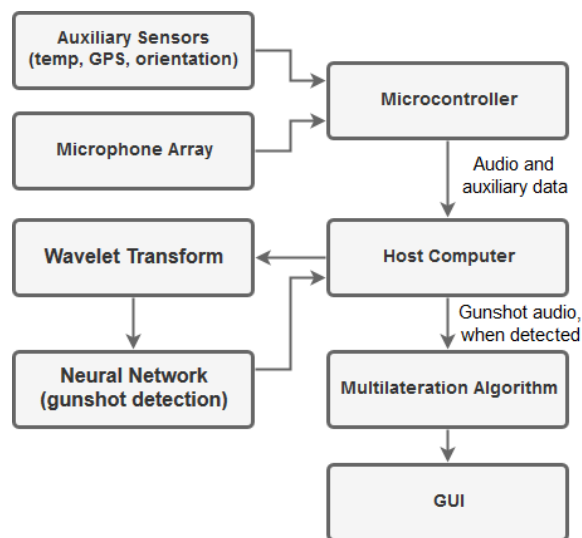 Auxiliary Sensors
(temp, GPS, orientation)
Microcontroller
Microphone Array
Audio and
auxiliary data
Wavelet Transform
Host Computer
Gunshot audio,
when detected
Neural Network
(gunshot detection)
Multilateration Algorithm
GUI